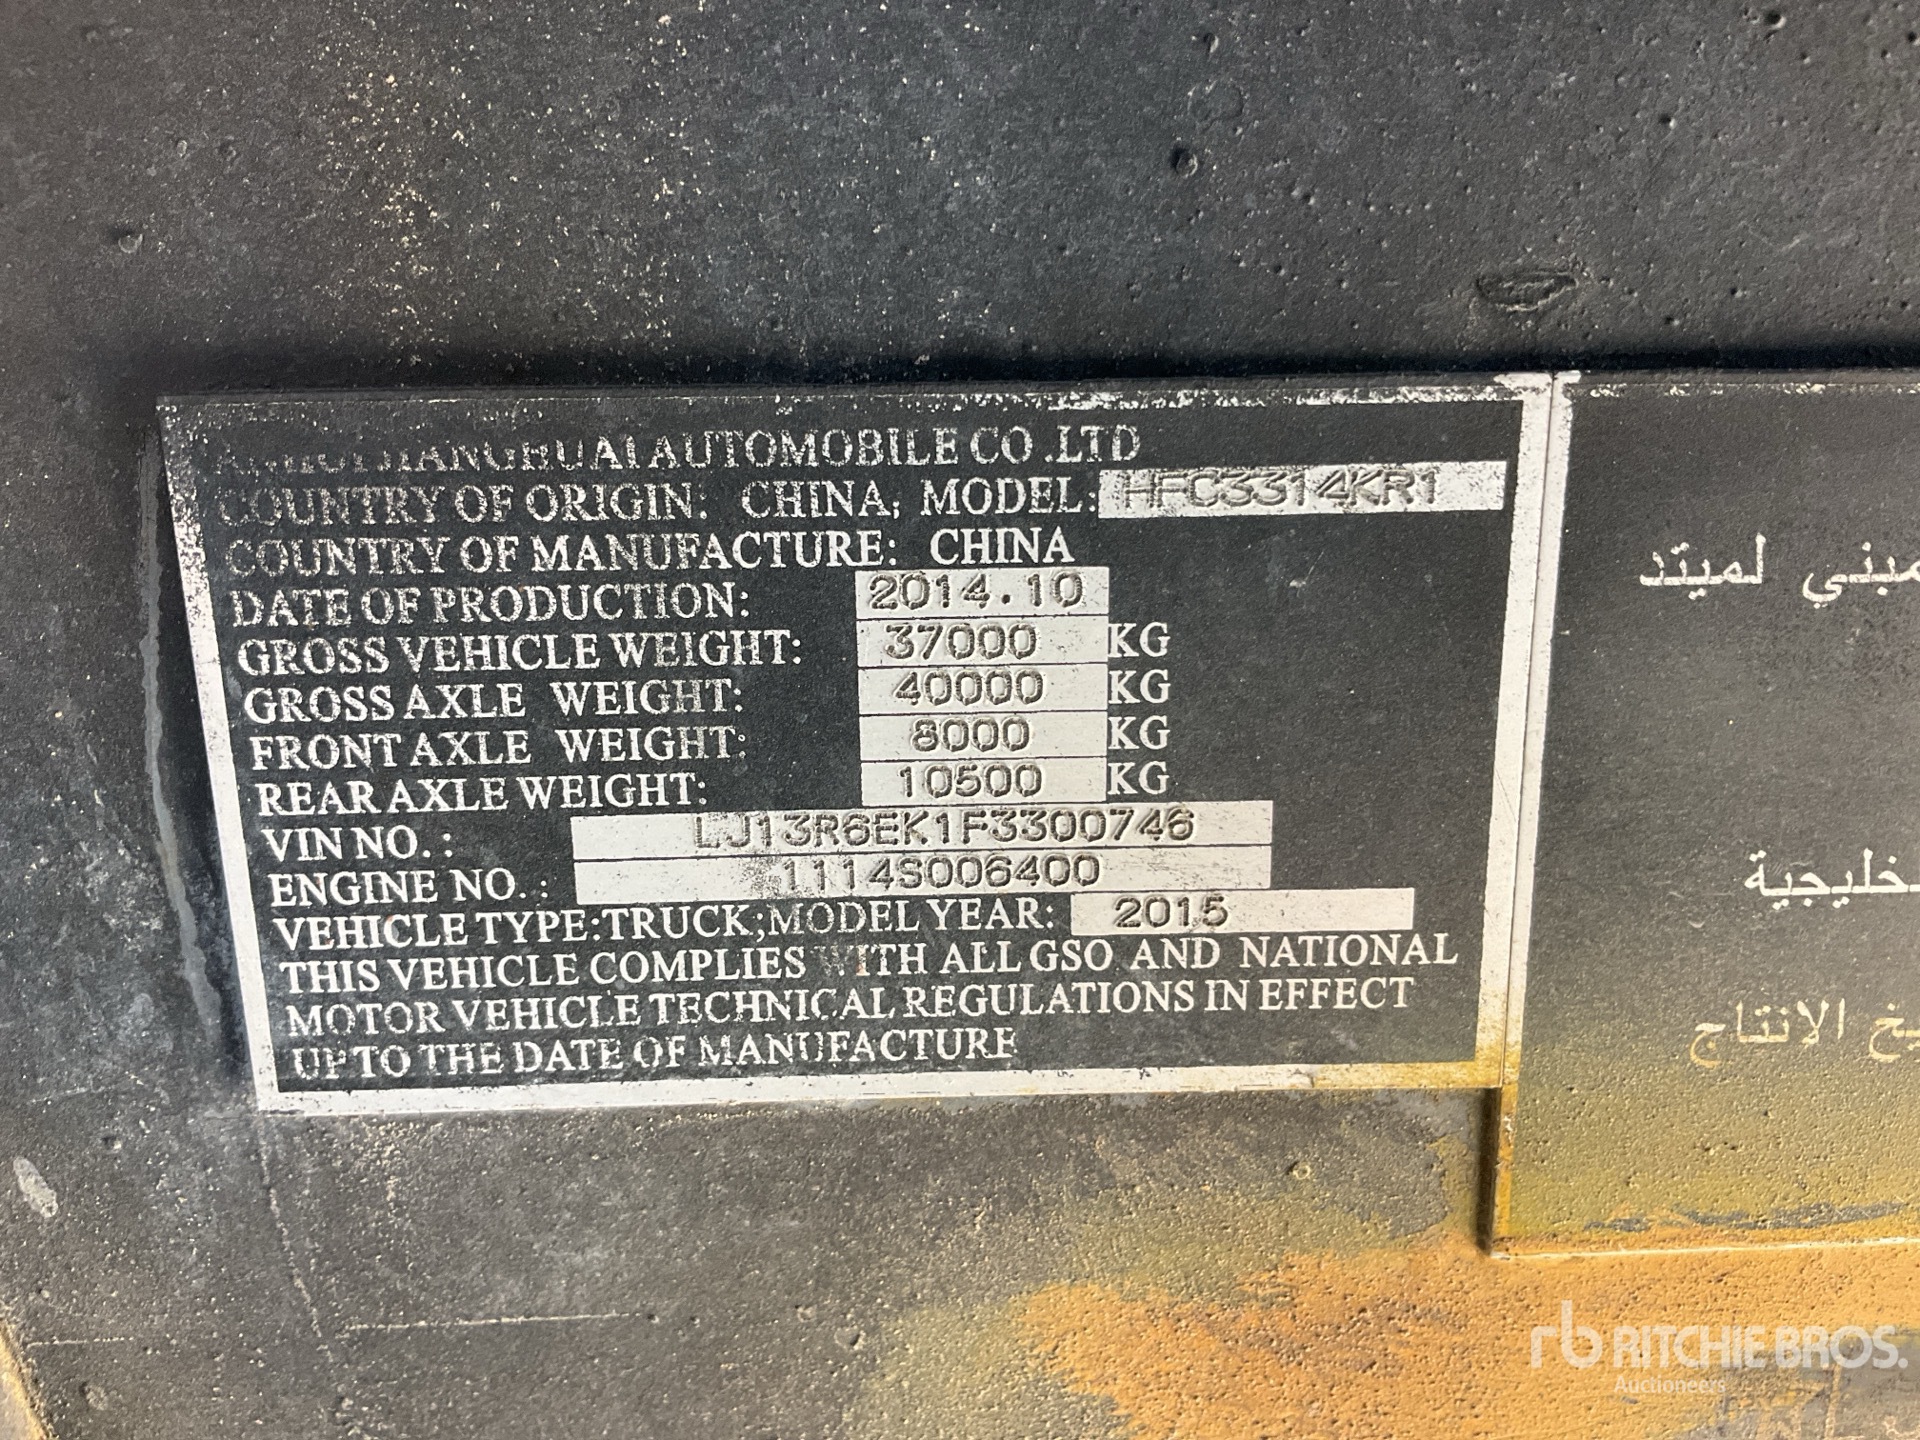 ANHUI JIANGHUAI AUTOMOBILE CO .LTD
COUNTRY OF ORIGIN: CHINA; MODEL: HFC3314KR1
COUNTRY OF MANUFACTURE: CHINA
DATE OF PRODUCTION: 2014.10
GROSS VEHICLE WEIGHT: 37000 KG
GROSS AXLE WEIGHT: 40000 KG
FRONT AXLE WEIGHT: 8000 KG
REAR AXLE WEIGHT: 10500 KG
VIN NO. : LJ13R6EK1F3300746
ENGINE NO. : 1114S006400
VEHICLE TYPE:TRUCK;MODEL YEAR: 2015
THIS VEHICLE COMPLIES WITH ALL GSO AND NATIONAL
MOTOR VEHICLE TECHNICAL REGULATIONS IN EFFECT
UP TO THE DATE OF MANUFACTURE
لميتد
الانتاج
rb RITCHIE BROS.
Auctioneers